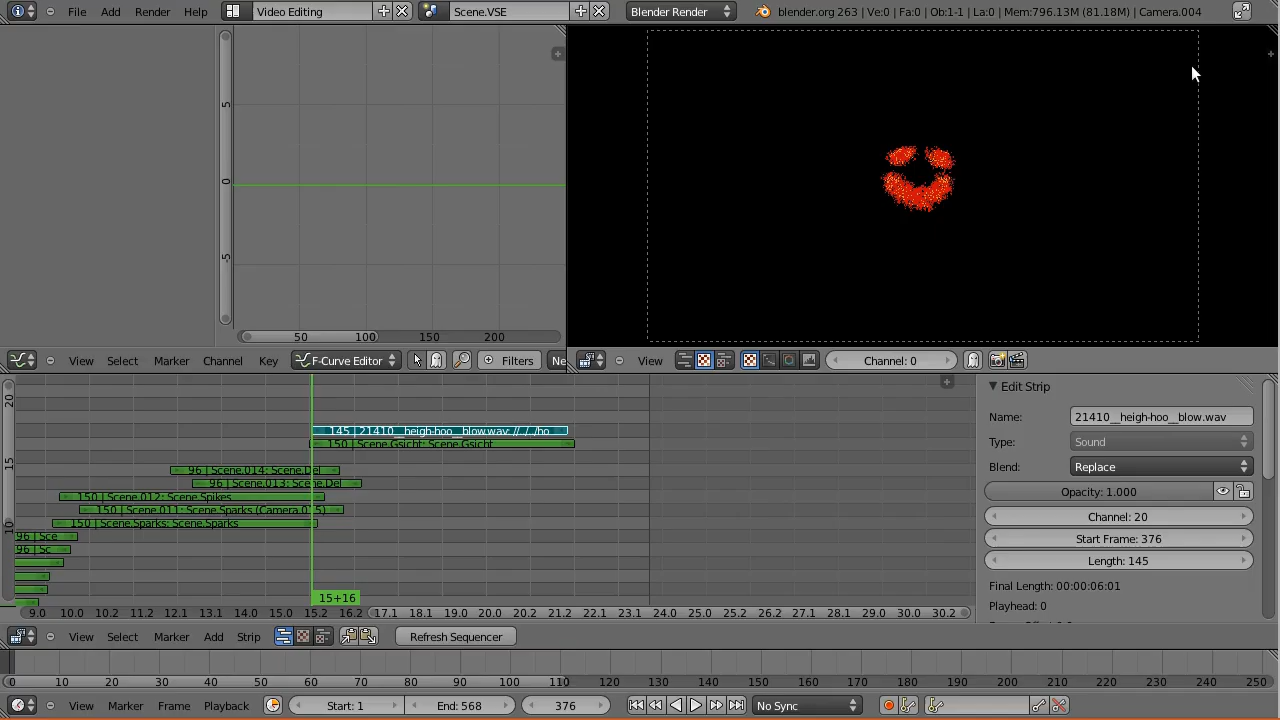 File Add Render Help Video Editing Scene.VSE Blender Render blender.org 263 | Ve:0 | Fa:0 | Ob:1-1 | La:0 | Mem:796.13M (81.18M) | Camera.004
5
0
-5
50 100 150 200
View Select Marker Channel Key F-Curve Editor Filters Ne View Channel: 0
20
15
10
145 | 21410__heigh-hoo__blow.wav: //../../ho
150 | Scene.Gsicht: Scene.Gsicht
96 | Scene.014: Scene.Del
96 | Scene.013: Scene.Del
150 | Scene.012: Scene.Spikes
150 | Scene.011: Scene.Sparks (Camera.0 5)
150 | Scene.Sparks: Scene.Sparks
96 | Sce
96 | Sc
15+16
9.0 10.0 10.2 11.2 12.1 13.1 14.0 15.2 16.2 17.1 18.1 19.0 20.0 21.0 22.1 23.1 24.0 25.0 26.0 27.1 28.1 29.0 30.2
Edit Strip
Name: 21410__heigh-hoo__blow.wav
Type: Sound
Blend: Replace
Opacity: 1.000
Channel: 20
Start Frame: 376
Length: 145
Final Length: 00:00:06:01
Playhead: 0
View Select Marker Add Strip Refresh Sequencer
0 10 20 30 40 50 60 70 80 90 100 110 120 130 140 150 160 170 180 190 200 210 220 230 240 250
View Marker Frame Playback Start: 1 End: 568 376 No Sync